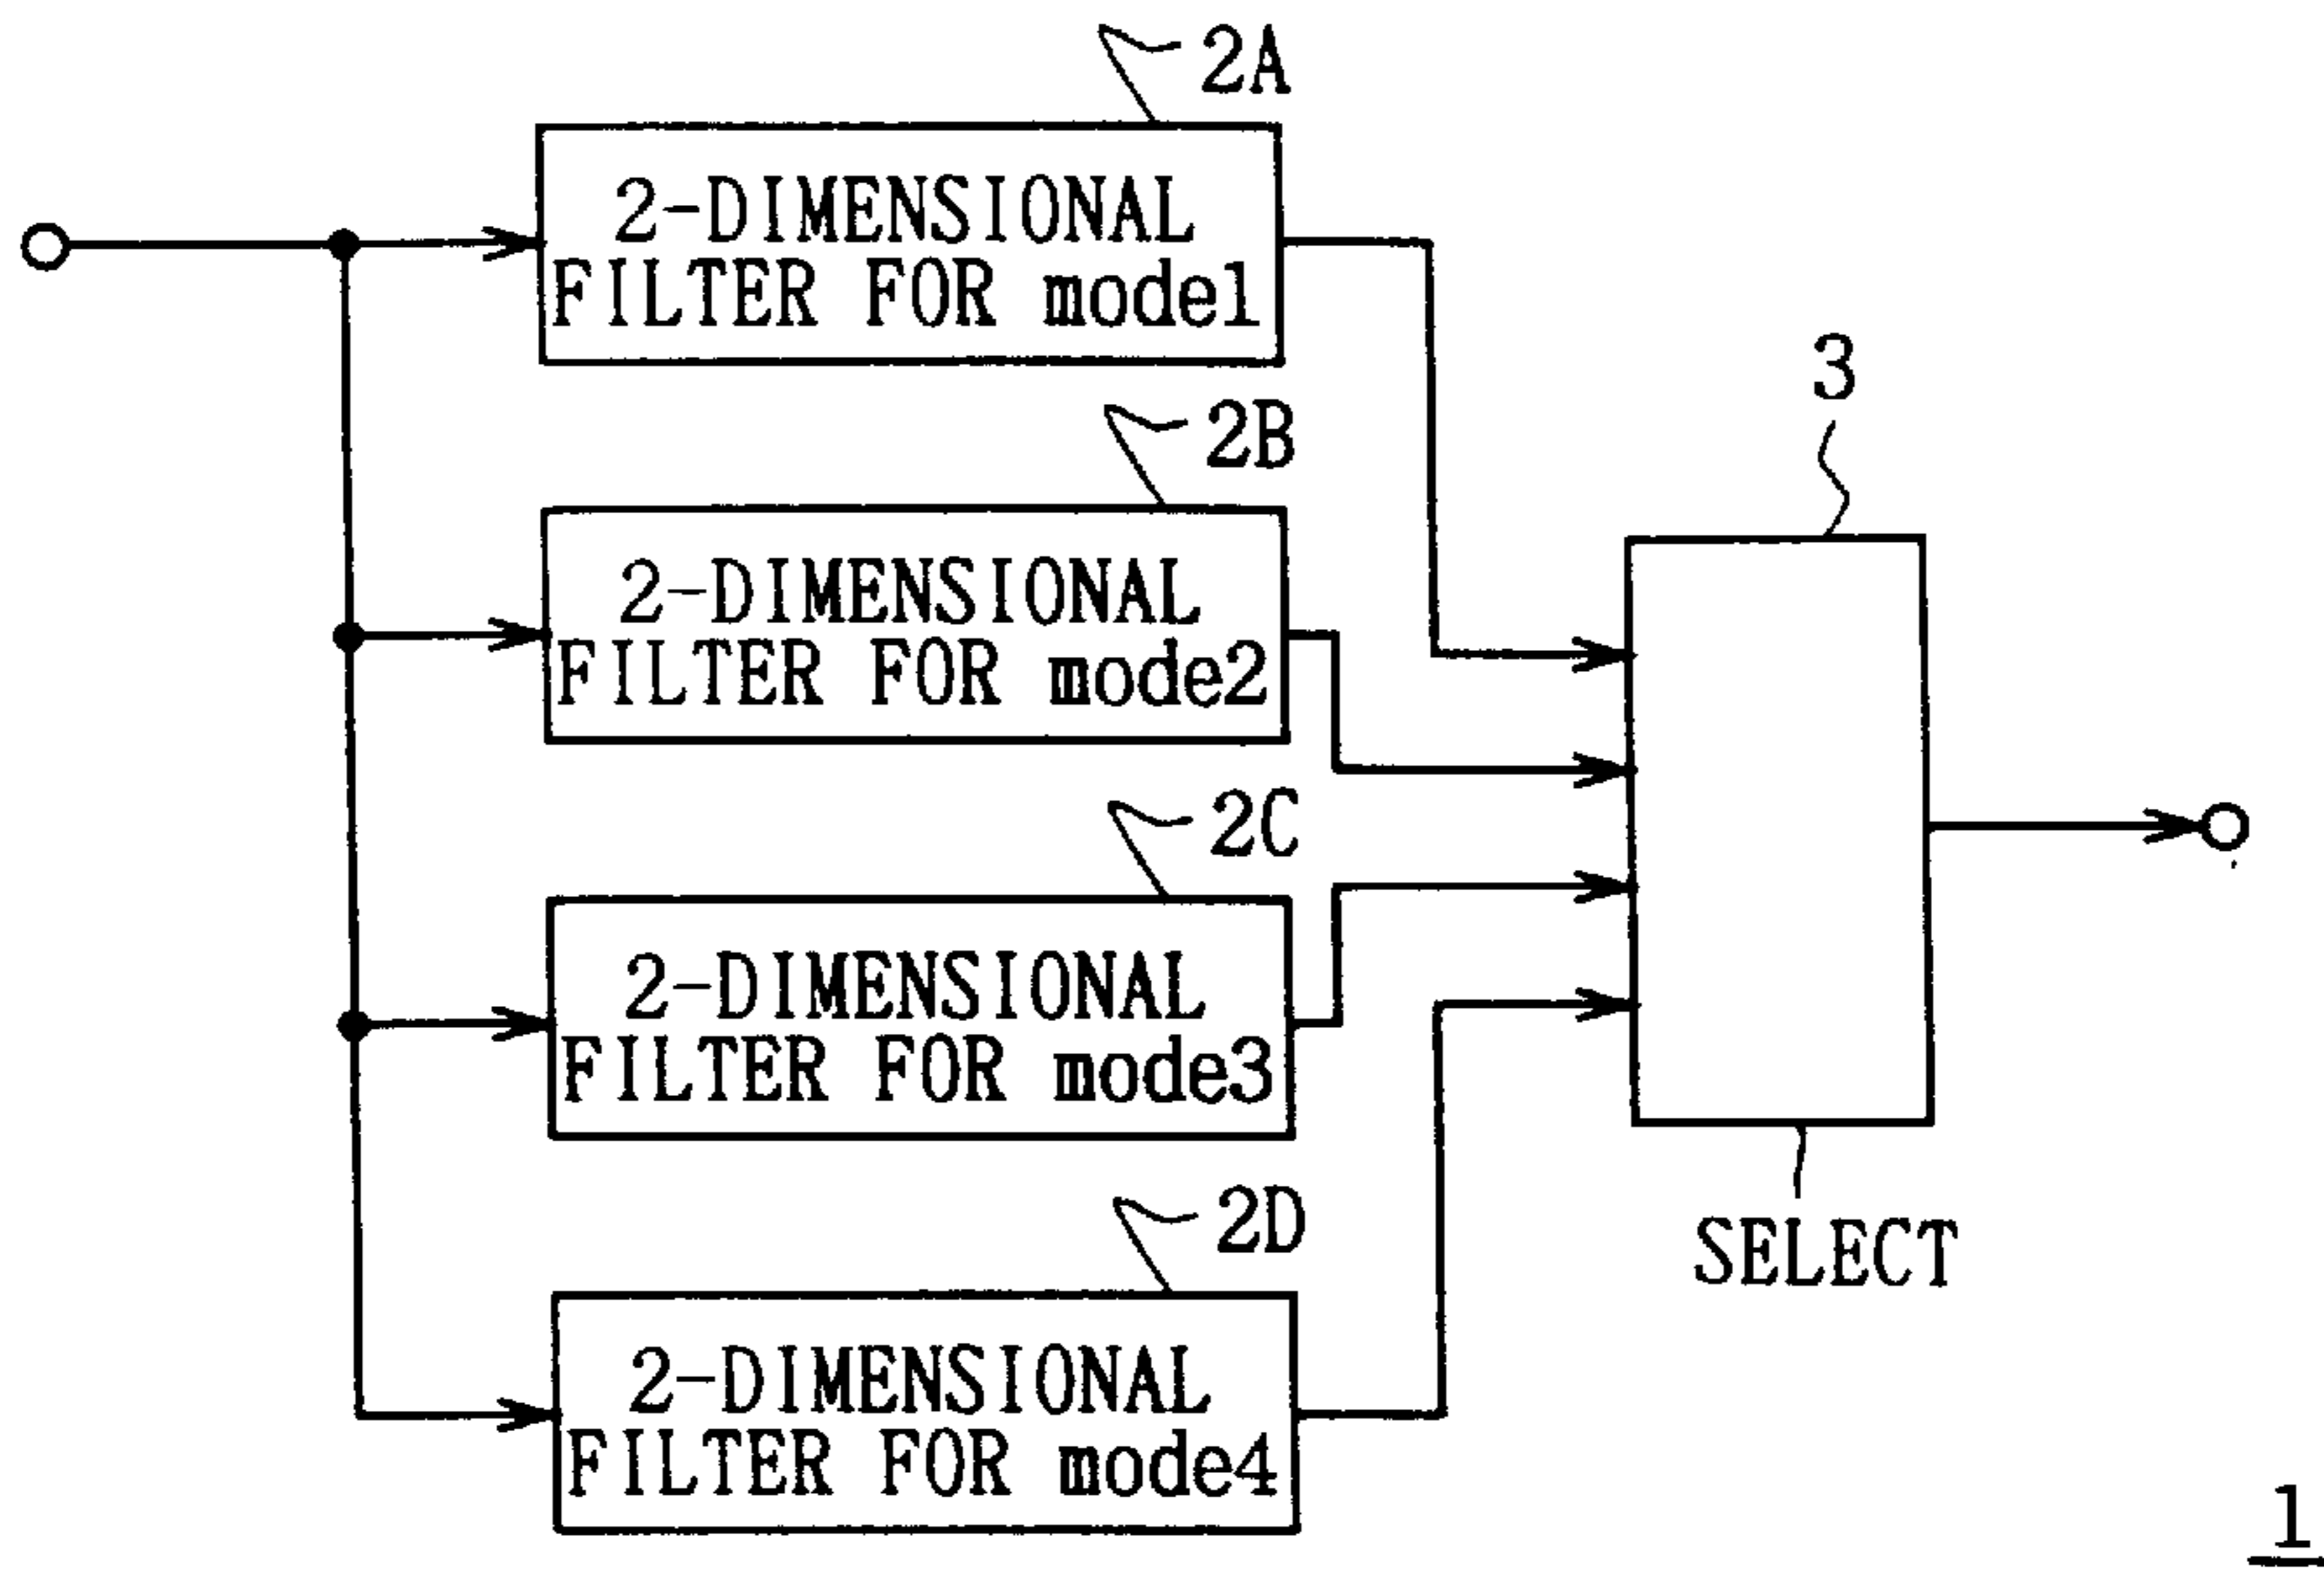 2A
2-DIMENSIONAL
FILTER FOR mode1
2B
2-DIMENSIONAL
FILTER FOR mode2
3
2C
2-DIMENSIONAL
FILTER FOR mode3
2D
2-DIMENSIONAL
FILTER FOR mode4
SELECT
1